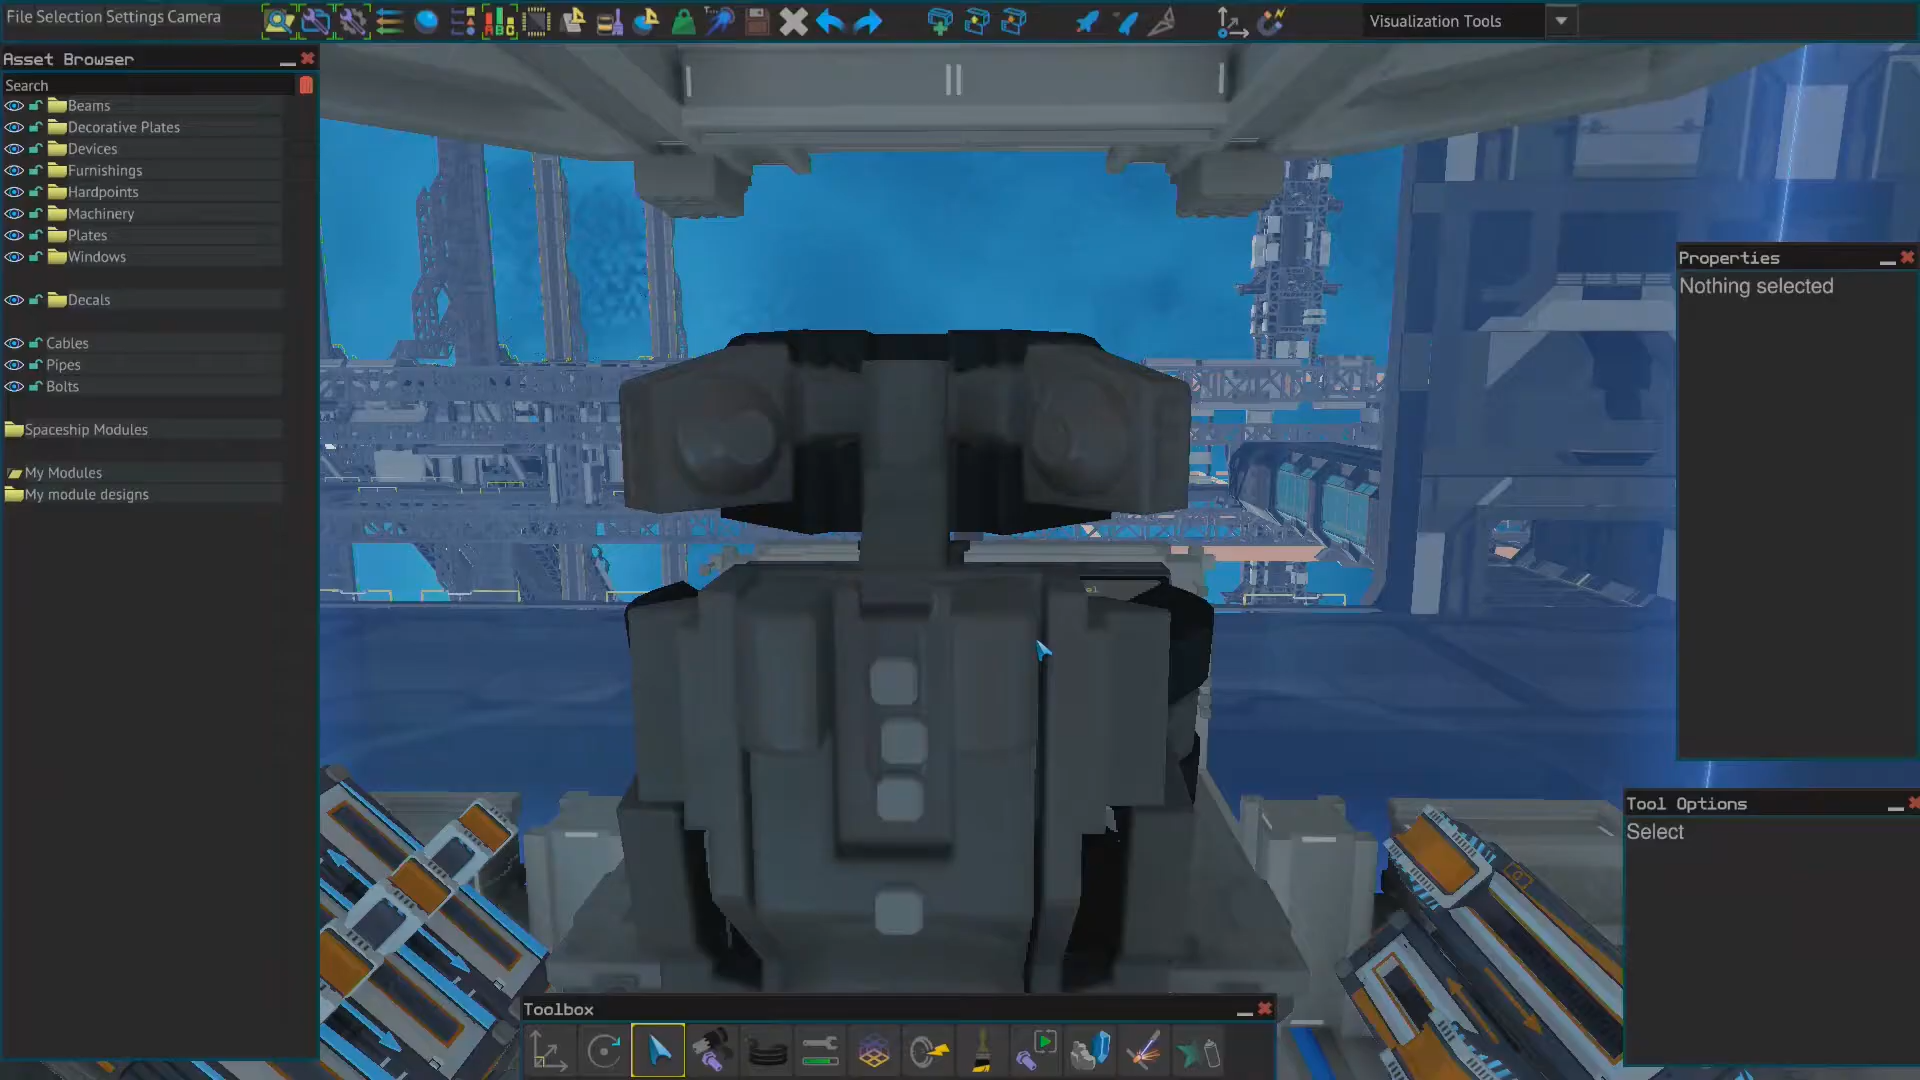 File Selection Settings Camera
Visualization Tools
Asset Browser
Search
Beams
Decorative Plates
Devices
Furnishings
Hardpoints
Machinery
Plates
Windows
Decals
Cables
Pipes
Bolts
Spaceship Modules
My Modules
My module designs
Properties
Nothing selected
Tool Options
Select
Toolbox